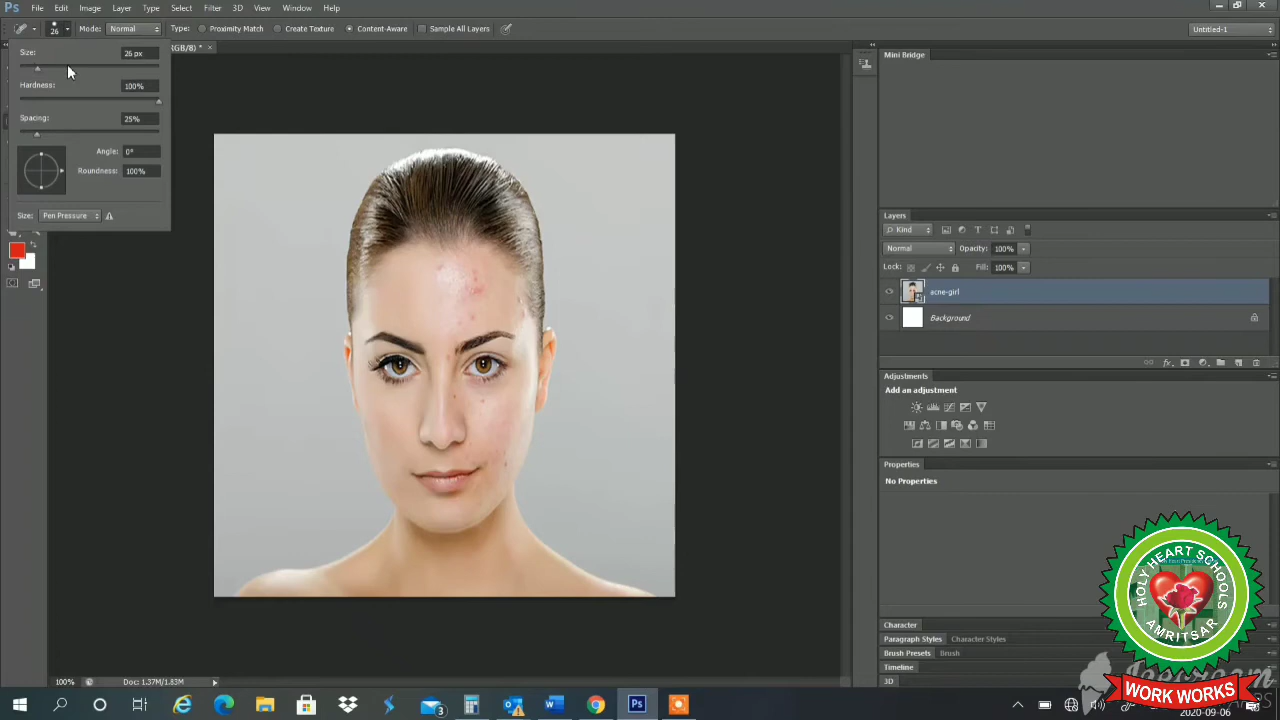 Ps File Edit Image Layer Type Select Filter 3D View Window Help
26 Mode: Normal Type: Proximity Match Create Texture Content-Aware Sample All Layers Untitled-1
RGB/8) * ×
Size: 26 px
Hardness: 100%
Spacing: 25%
Angle: 0°
Roundness: 100%
Size: Pen Pressure
Mini Bridge
Layers
Kind
Normal Opacity: 100%
Lock: Fill: 100%
acne-girl
Background
Adjustments
Add an adjustment
Properties
No Properties
Character
Paragraph Styles Character Styles
Brush Presets Brush
Timeline
3D
100% Doc: 1.37M/1.83M
HOLY HEART SCHOOLS
AMRITSAR
WORK WORKS
3
2020-09-06